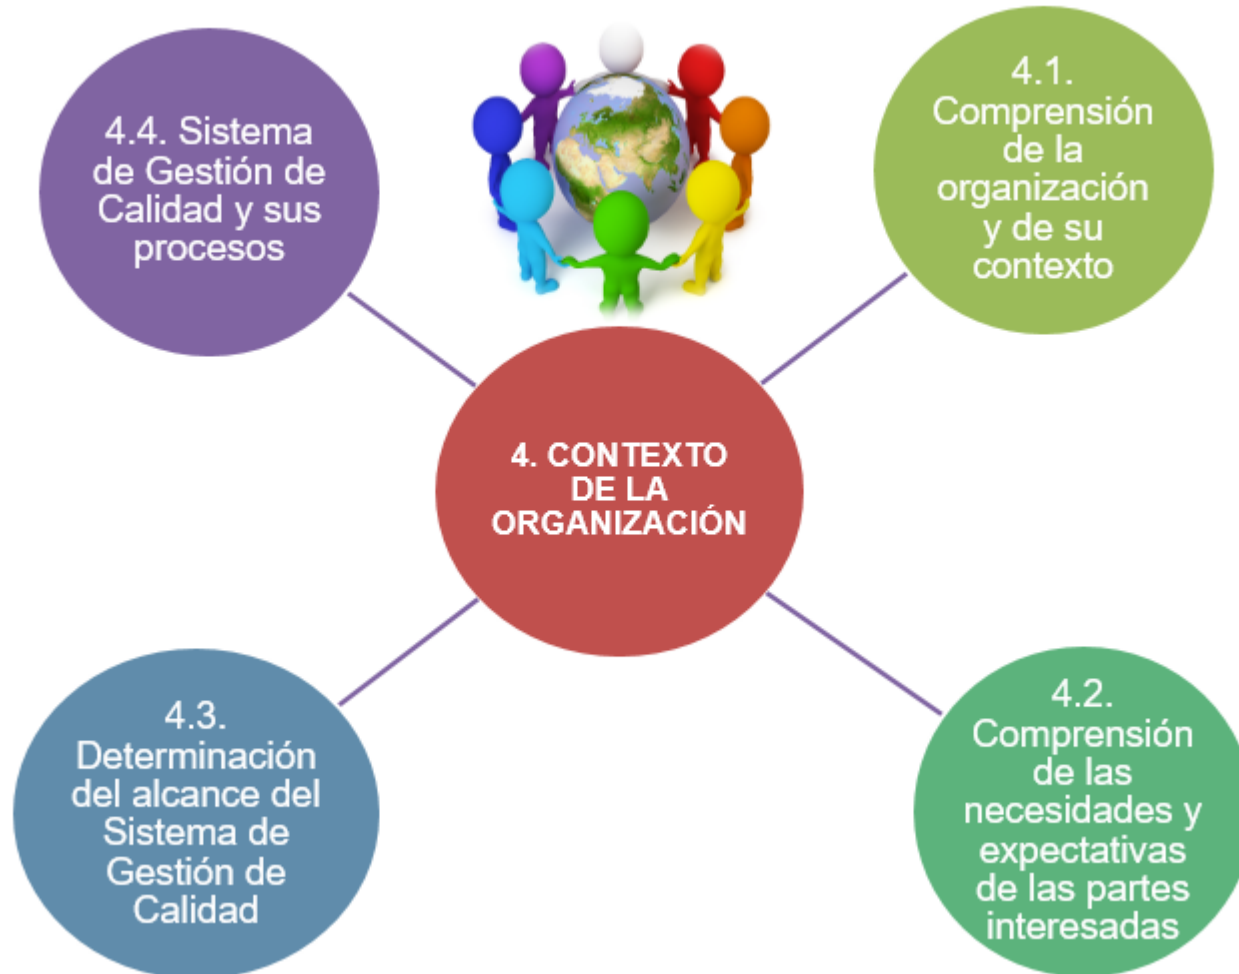 4.4. Sistema
de Gestión de
Calidad y sus
procesos
4.1.
Comprensión
de la
organización
y de su
contexto
4. CONTEXTO
DE LA
ORGANIZACIÓN
4.3.
Determinación
del alcance del
Sistema de
Gestión de
Calidad
4.2.
Comprensión
de las
necesidades y
expectativas
de las partes
interesadas